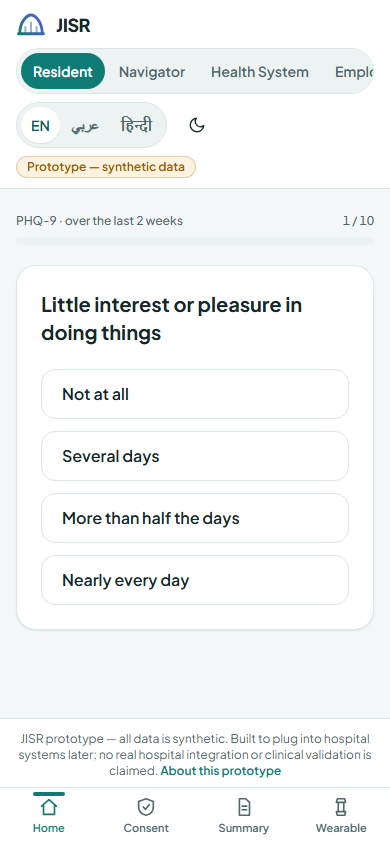 JISR
Resident Navigator Health System Emplo
EN عربي हिन्दी
Prototype — synthetic data
PHQ-9 · over the last 2 weeks 1 / 10
Little interest or pleasure in
doing things
Not at all
Several days
More than half the days
Nearly every day
JISR prototype — all data is synthetic. Built to plug into hospital
systems later; no real hospital integration or clinical validation is
claimed. About this prototype
Home Consent Summary Wearable